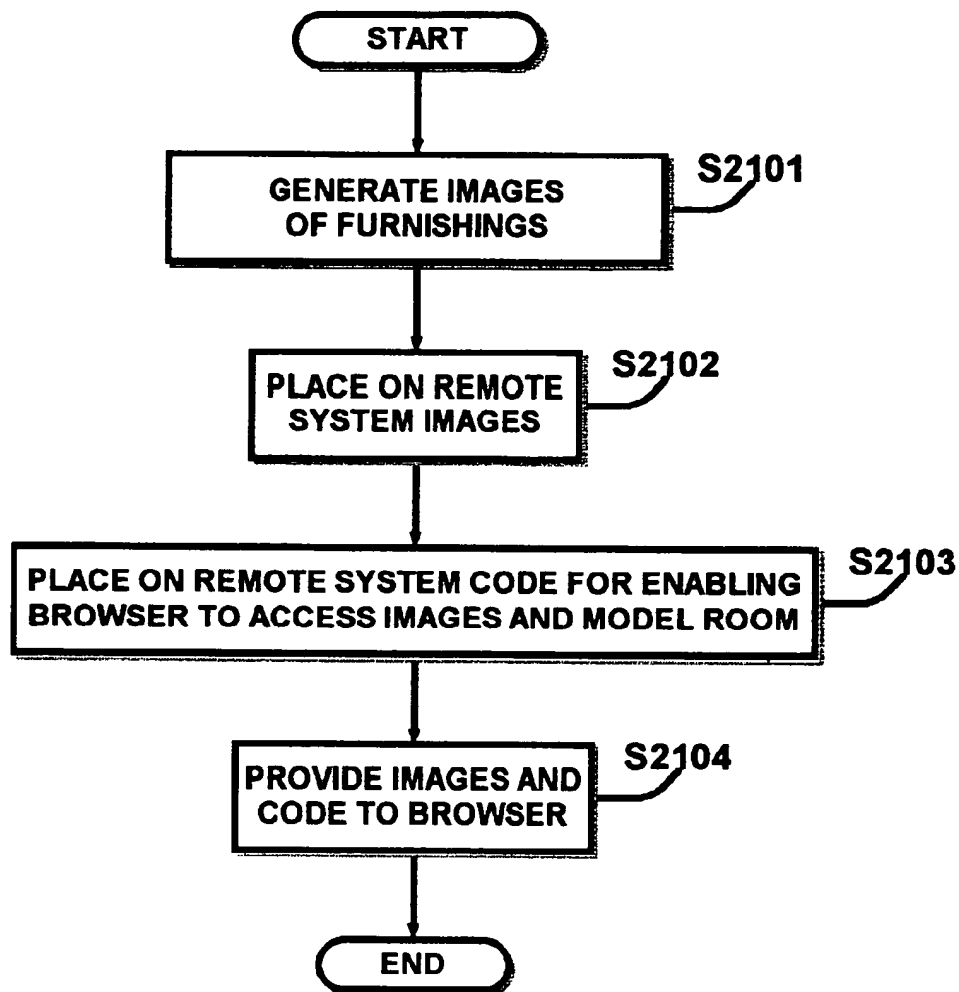 START
GENERATE IMAGES
OF FURNISHINGS
S2101
PLACE ON REMOTE
SYSTEM IMAGES
S2102
PLACE ON REMOTE SYSTEM CODE FOR ENABLING
BROWSER TO ACCESS IMAGES AND MODEL ROOM
S2103
PROVIDE IMAGES AND
CODE TO BROWSER
S2104
END